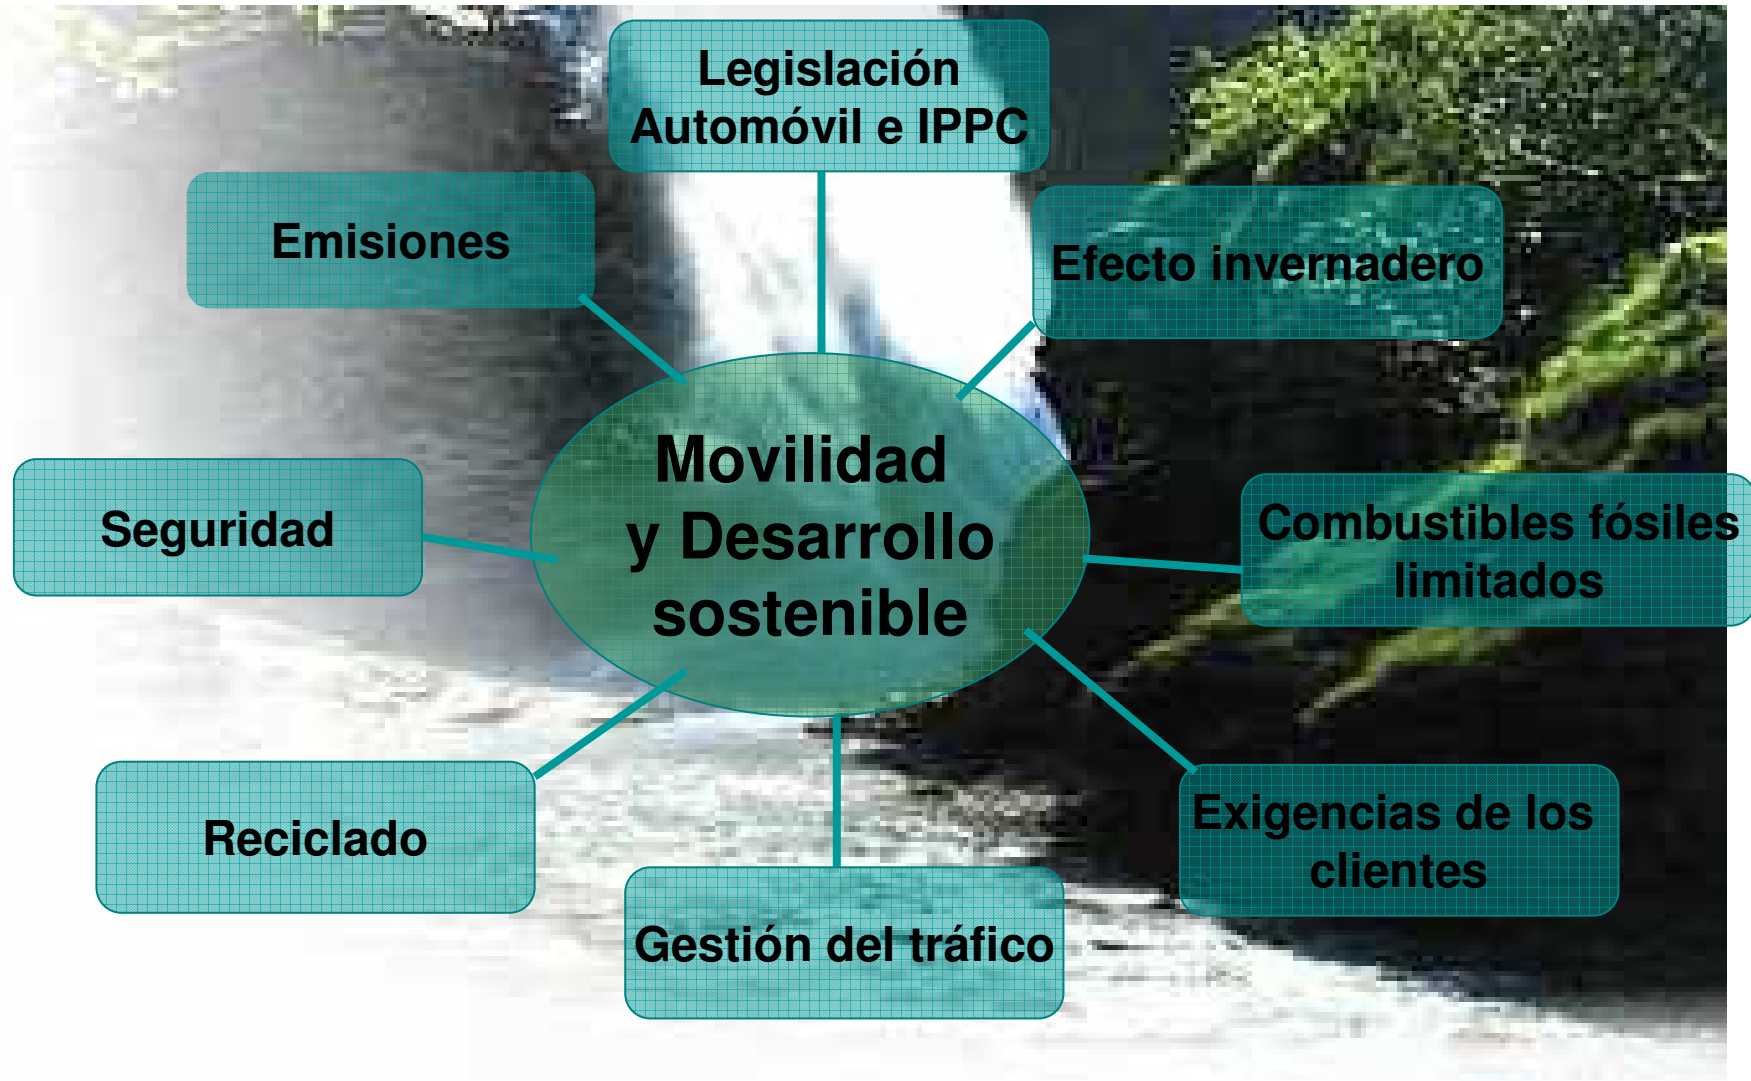 Legislación
Automóvil e IPPC
Emisiones
Efecto invernadero
Movilidad
y Desarrollo
sostenible
Seguridad
Combustibles fósiles
limitados
Reciclado
Exigencias de los
clientes
Gestión del tráfico